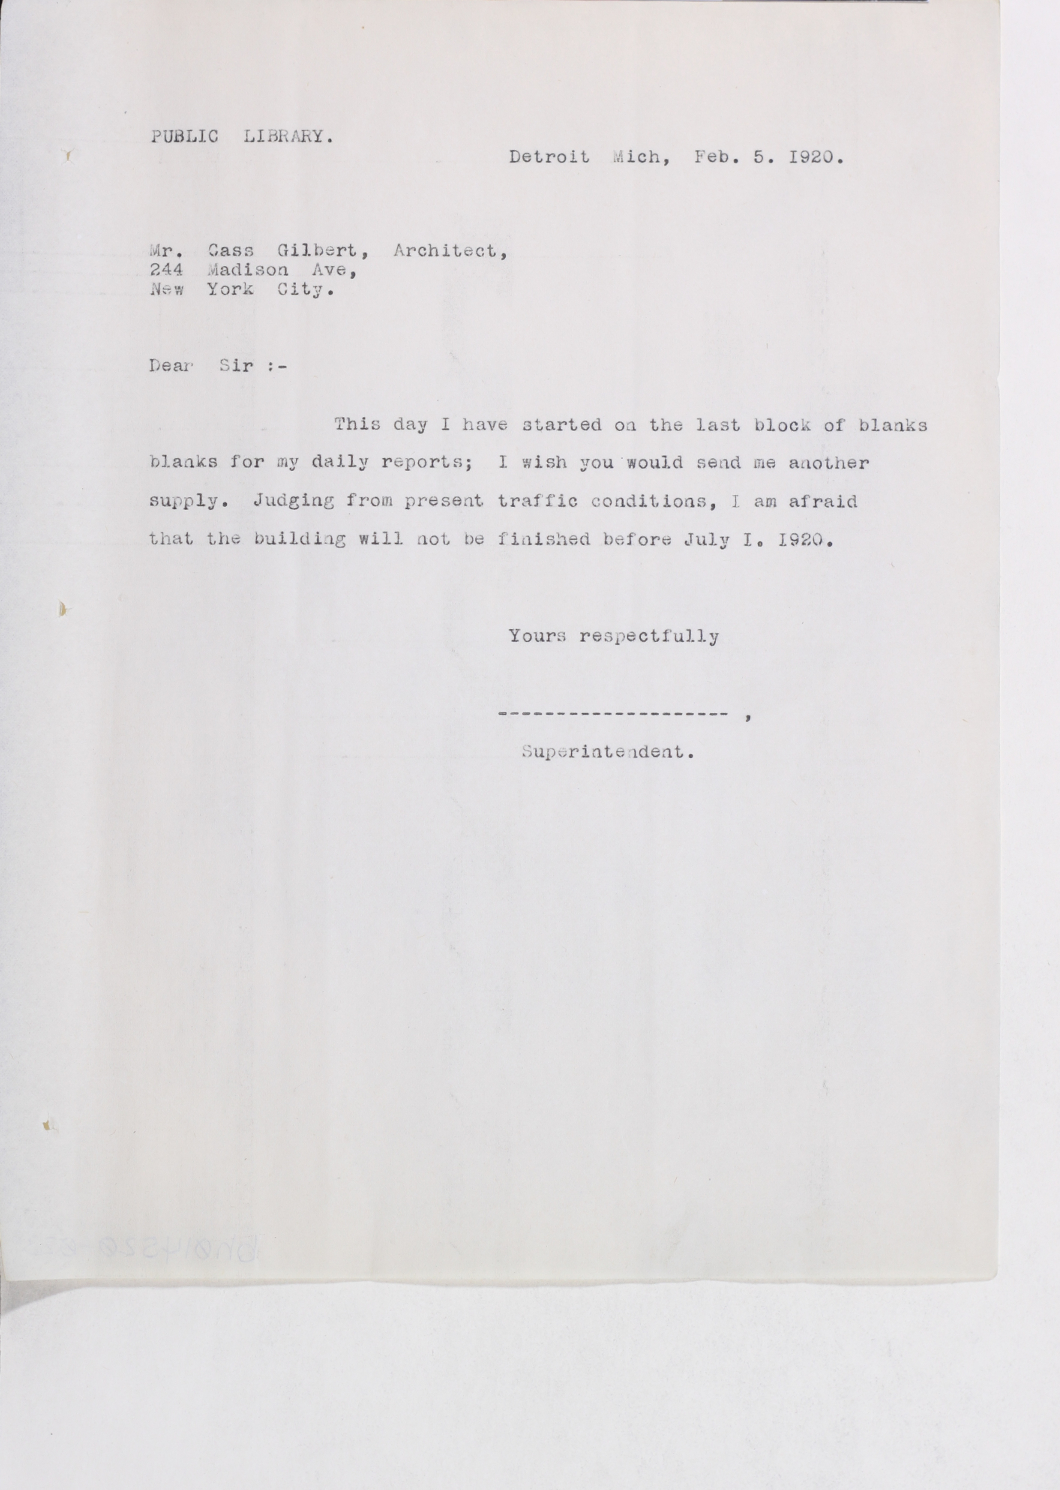 PUBLIC LIBRARY.
Detroit Mich, Feb. 5. I920.
Mr. Cass Gilbert, Architect,
244 Madison Ave,
New York City.
Dear Sir :-
This day I have started on the last block of blanks
blanks for my daily reports; I wish you would send me another
supply. Judging from present traffic conditions, I am afraid
that the building will not be finished before July I. I920.
Yours respectfully
-------------------- ,
Superintendent.